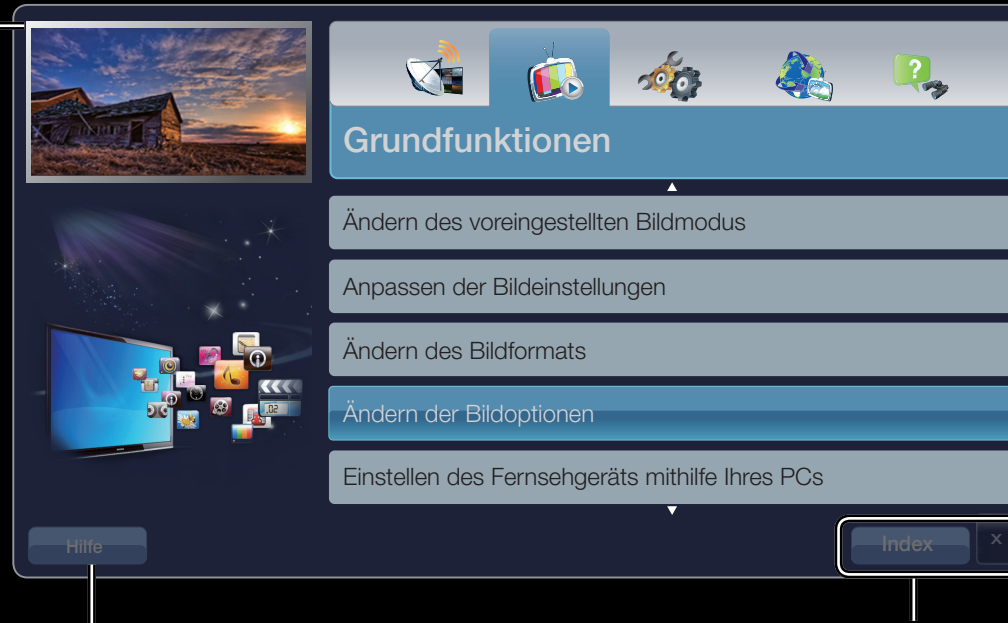 Grundfunktionen
Ändern des voreingestellten Bildmodus
Anpassen der Bildeinstellungen
Ändern des Bildformats
Ändern der Bildoptionen
Einstellen des Fernsehgeräts mithilfe Ihres PCs
Hilfe
Index
x